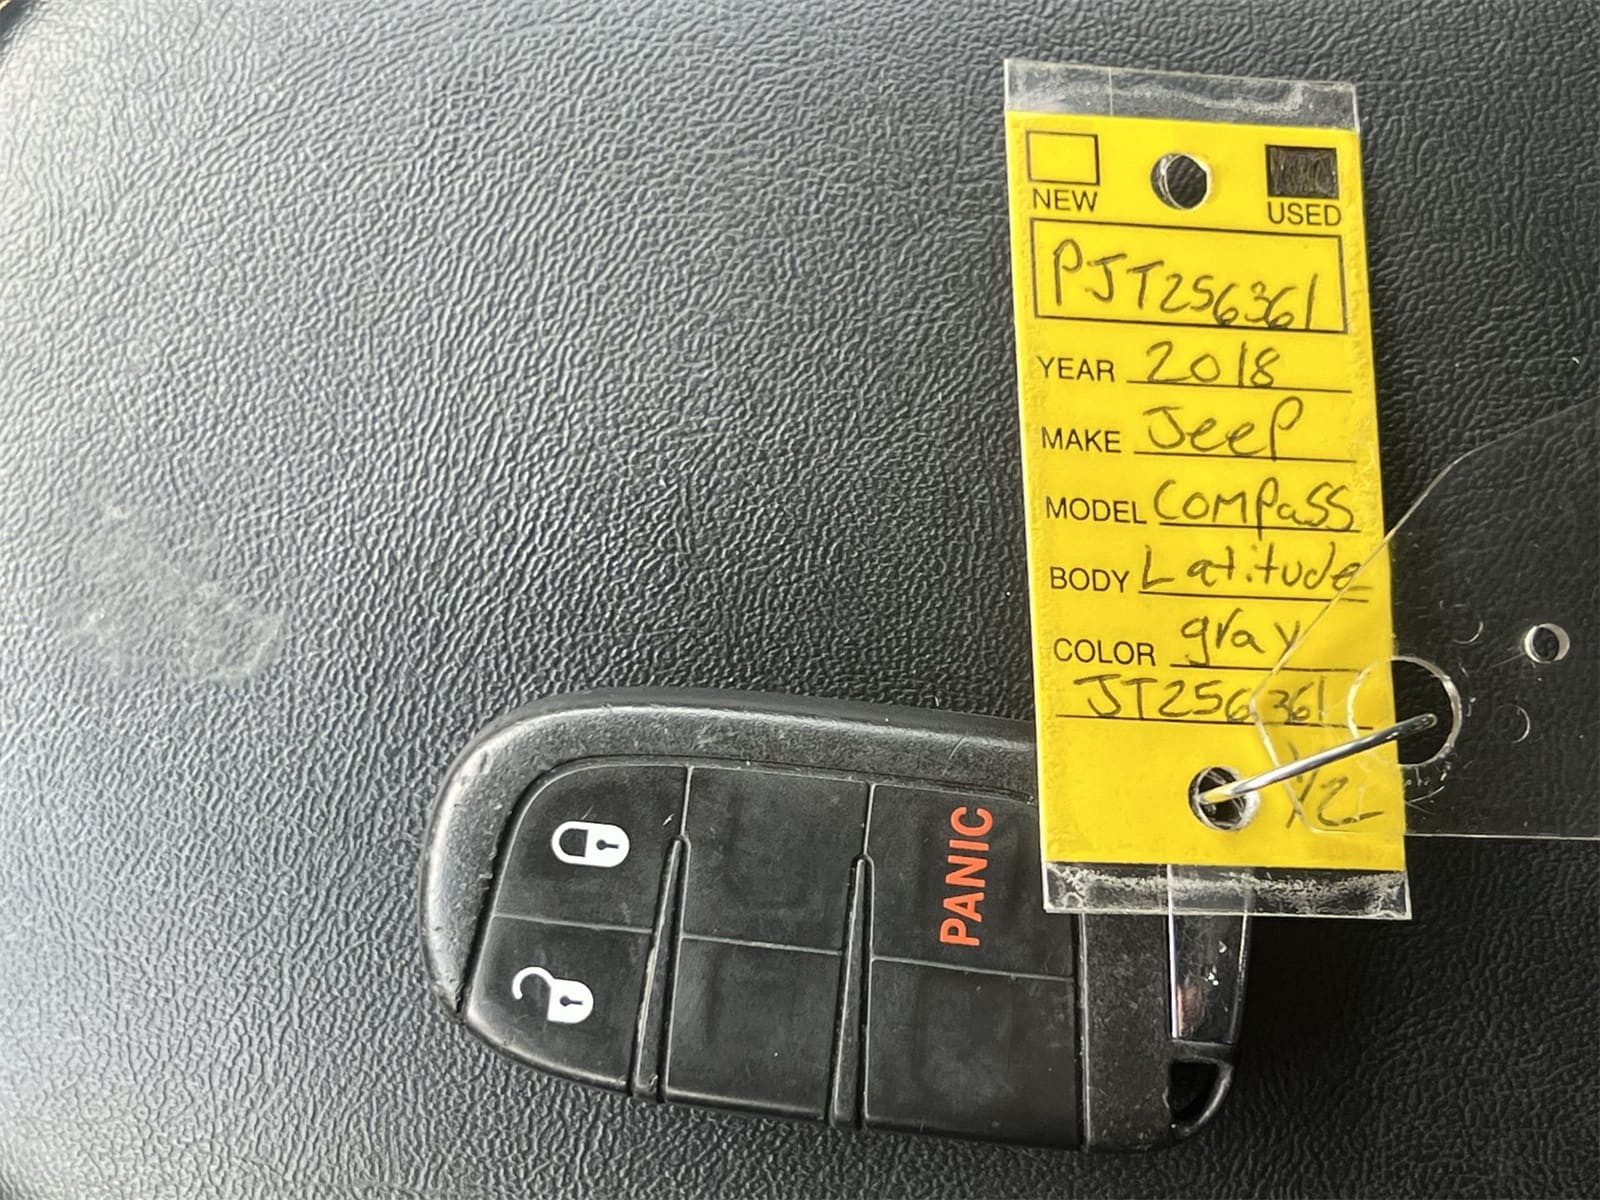 NEW USED
PJT256361
YEAR 2018
MAKE Jeep
MODEL Compass
BODY Latitude
COLOR gray
JT256361
1/2
PANIC